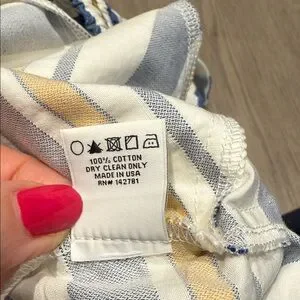 100% COTTON
DRY CLEAN ONLY
MADE IN USA
RN# 142781